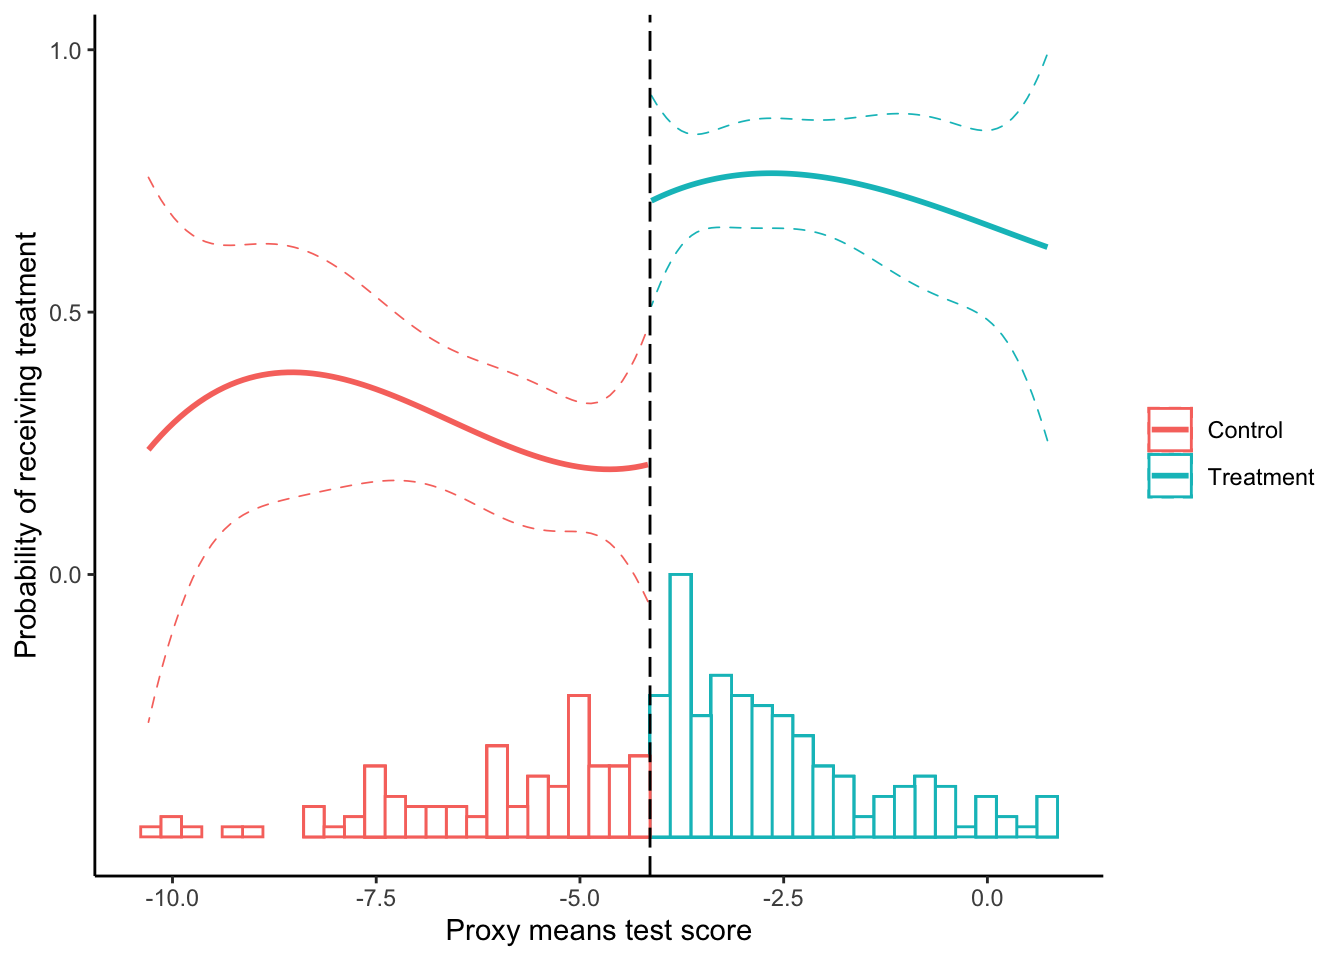 Probability of receiving treatment
1.0
0.5
0.0
-10.0
-7.5
-5.0
-2.5
0.0
Proxy means test score
Control
Treatment